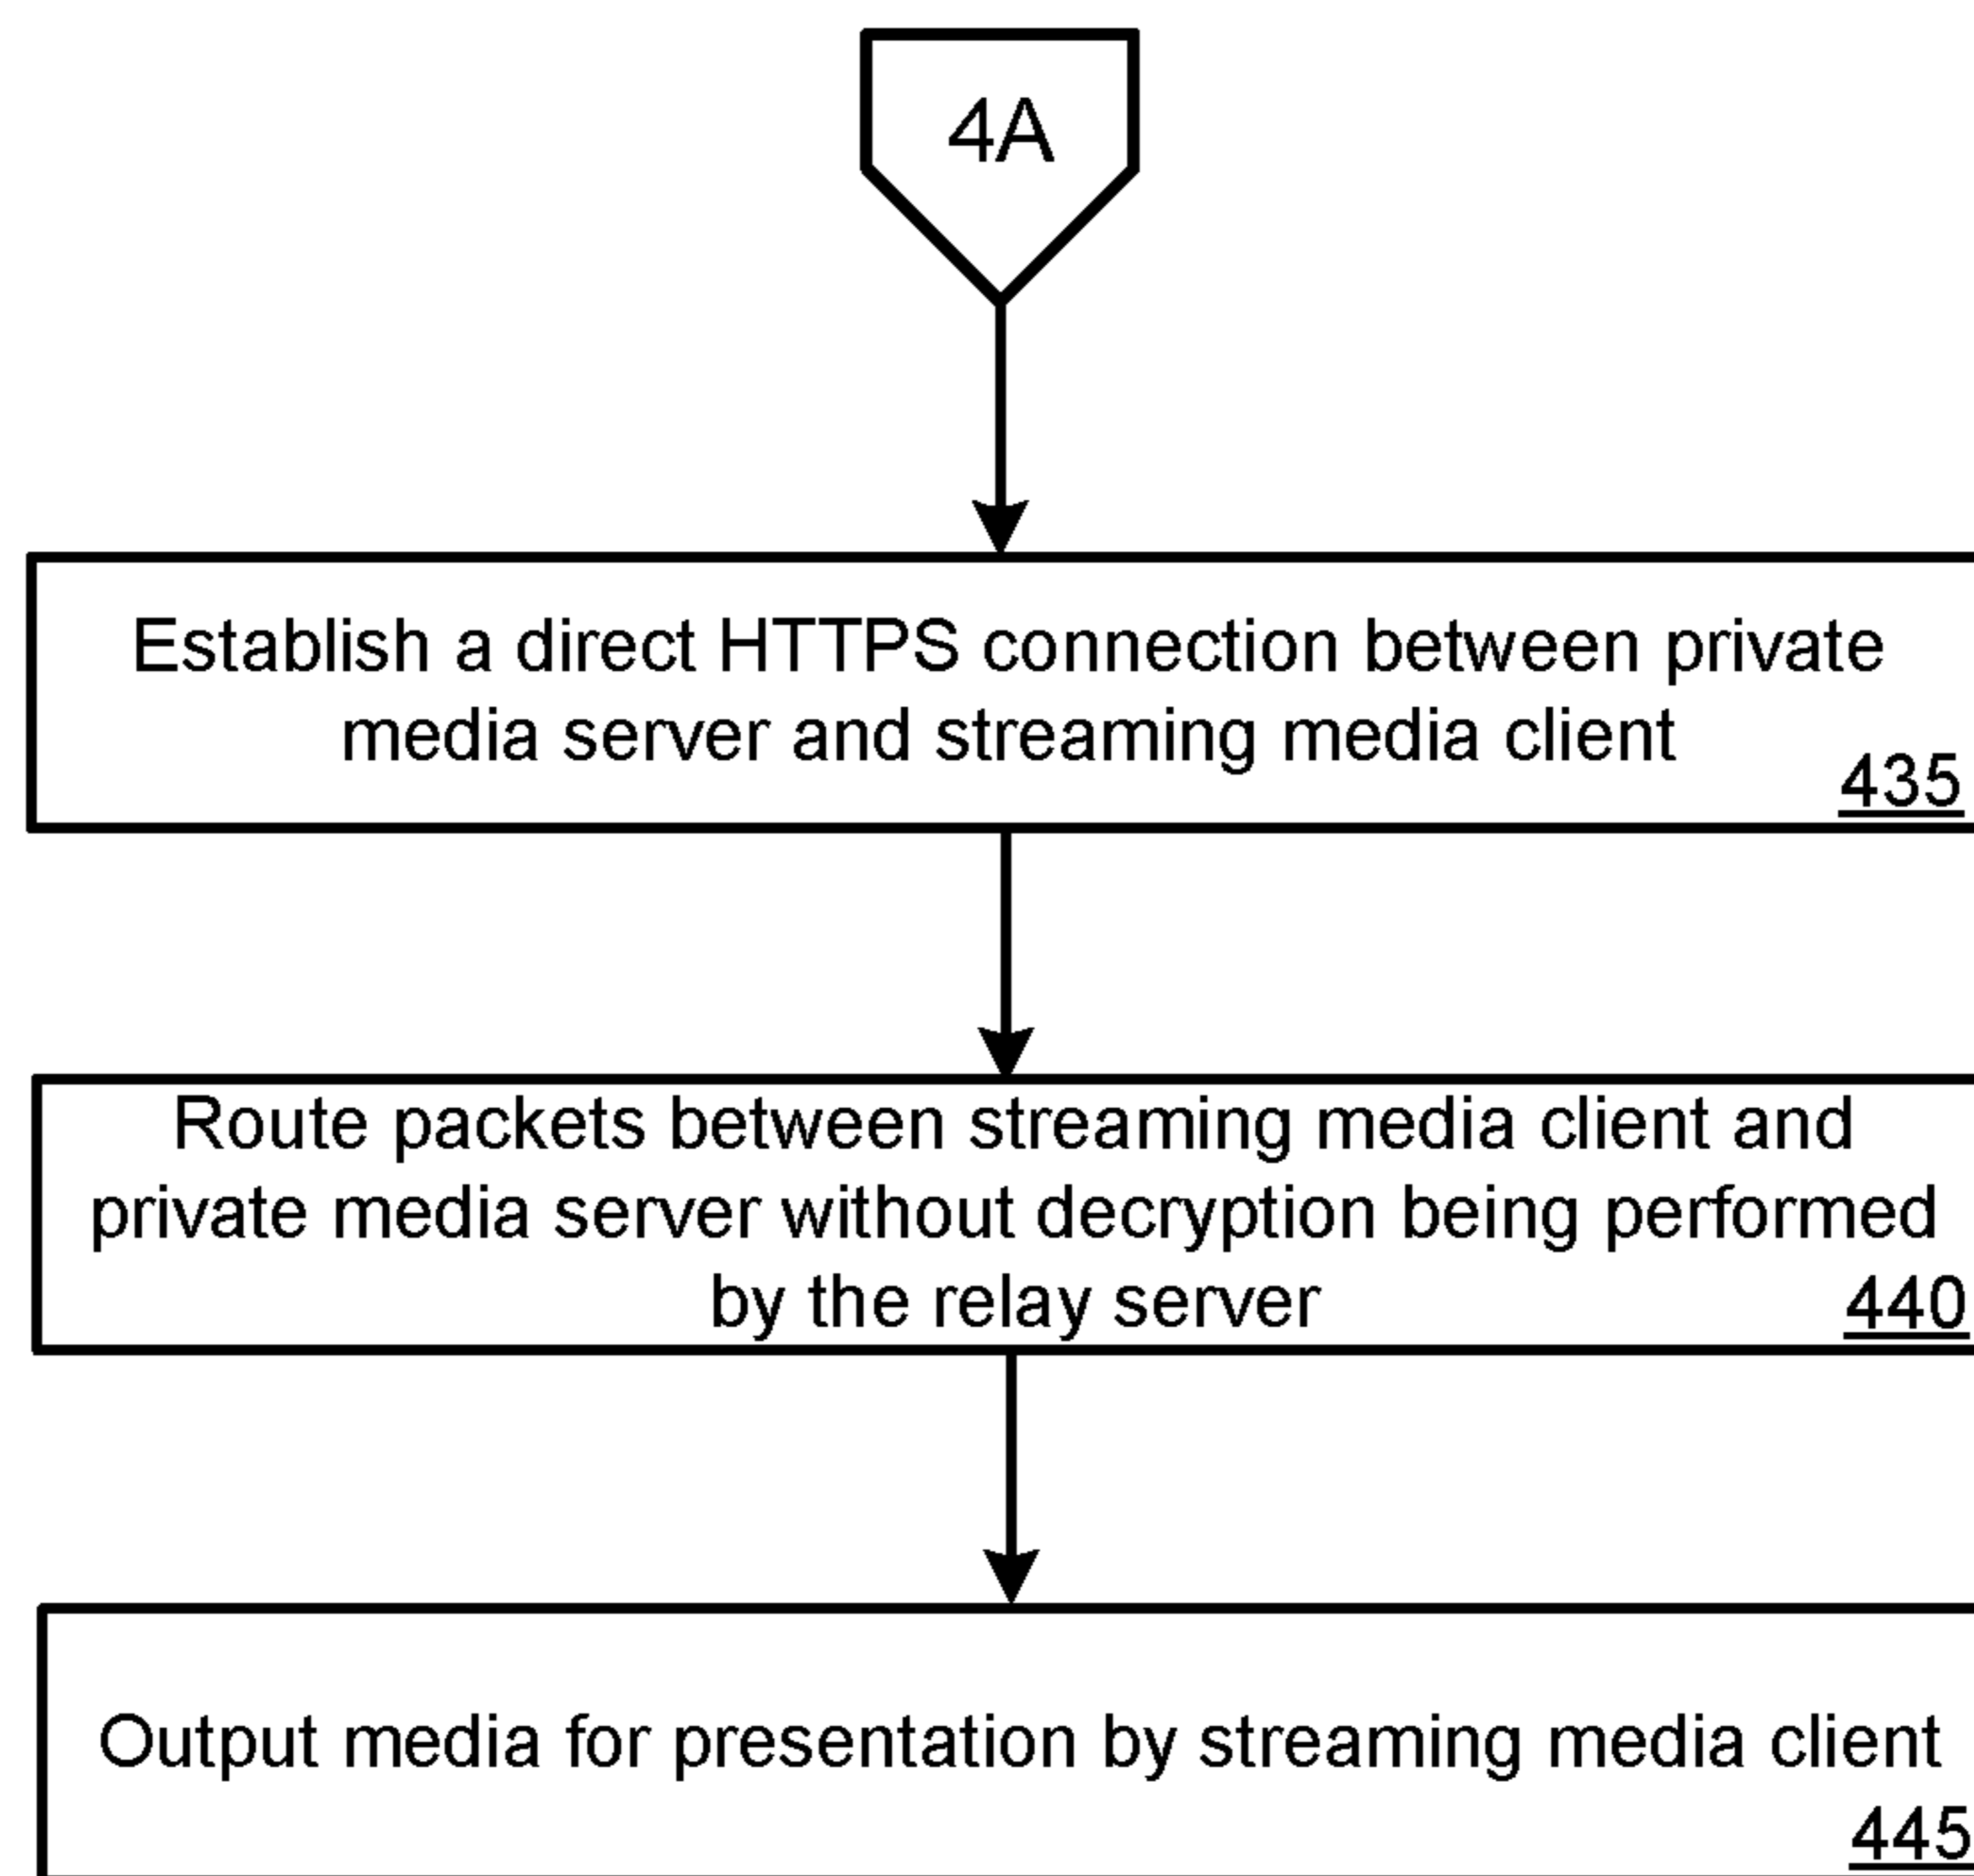 4A
Establish a direct HTTPS connection between private
media server and streaming media client
435
Route packets between streaming media client and
private media server without decryption being performed
by the relay server
440
Output media for presentation by streaming media client
445